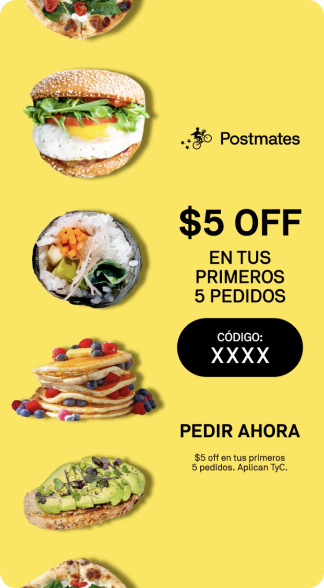 Postmates
$5 OFF
EN TUS
PRIMEROS
5 PEDIDOS
CÓDIGO:
XXXX
PEDIR AHORA
$5 off en tus primeros
5 pedidos. Aplican TyC.